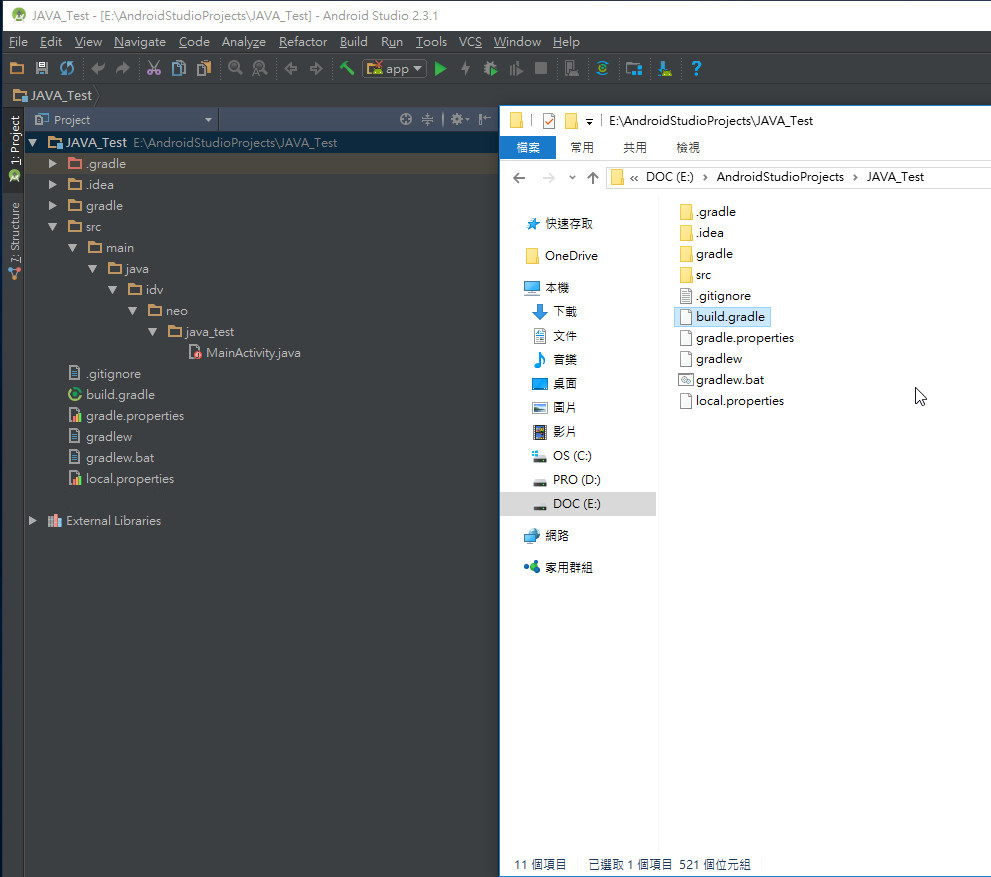 JAVA_Test - [E:\AndroidStudioProjects\JAVA_Test] - Android Studio 2.3.1
File Edit View Navigate Code Analyze Refactor Build Run Tools VCS Window Help
app
JAVA_Test
1: Project
7: Structure
Project
JAVA_Test E:\AndroidStudioProjects\JAVA_Test
.gradle
.idea
gradle
src
main
java
idv
neo
java_test
MainActivity.java
.gitignore
build.gradle
gradle.properties
gradlew
gradlew.bat
local.properties
External Libraries
E:\AndroidStudioProjects\JAVA_Test
檔案 常用 共用 檢視
« DOC (E:) > AndroidStudioProjects > JAVA_Test
快速存取
OneDrive
本機
下載
文件
音樂
桌面
圖片
影片
OS (C:)
PRO (D:)
DOC (E:)
網路
家用群組
.gradle
.idea
gradle
src
.gitignore
build.gradle
gradle.properties
gradlew
gradlew.bat
local.properties
11 個項目 已選取 1 個項目 521 個位元組